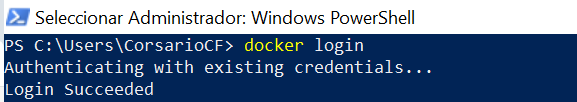 Seleccionar Administrador: Windows PowerShell
PS C:\Users\CorsarioCF> docker login
Authenticating with existing credentials...
Login Succeeded